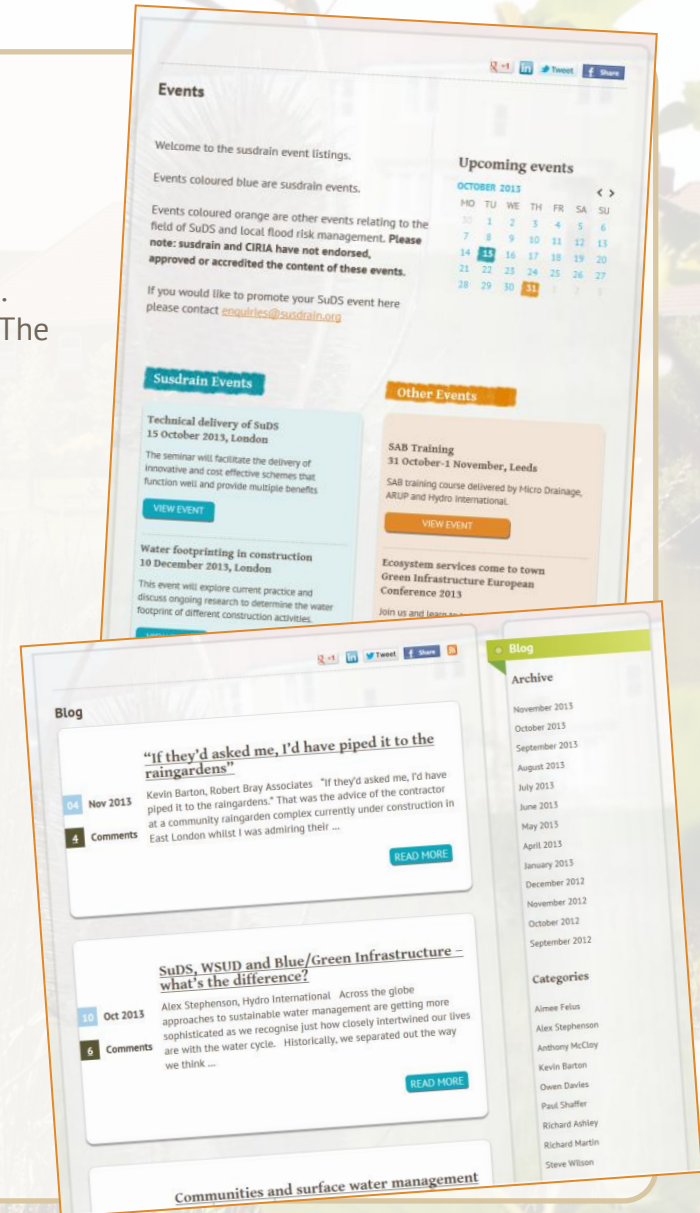 .
The
g +1 in Tweet f Share
Events
Welcome to the susdrain event listings.
Events coloured blue are susdrain events.
Events coloured orange are other events relating to the
field of SuDS and local flood risk management. Please
note: susdrain and CIRIA have not endorsed,
approved or accredited the content of these events.
If you would like to promote your SuDS event here
please contact enquiries@susdrain.org
Upcoming events
OCTOBER 2013 < >
MO TU WE TH FR SA SU
30 1 2 3 4 5 6
7 8 9 10 11 12 13
14 15 16 17 18 19 20
21 22 23 24 25 26 27
28 29 30 31 1 2 3
Susdrain Events
Technical delivery of SuDS
15 October 2013, London
The seminar will facilitate the delivery of
innovative and cost effective schemes that
function well and provide multiple benefits
VIEW EVENT
Water footprinting in construction
10 December 2013, London
This event will explore current practice and
discuss ongoing research to determine the water
footprint of different construction activities.
Other Events
SAB Training
31 October-1 November, Leeds
SAB training course delivered by Micro Drainage,
ARUP and Hydro International.
VIEW EVENT
Ecosystem services come to town
Green Infrastructure European
Conference 2013
Join us and learn
g +1 in Tweet f Share
Blog
“If they’d asked me, I’d have piped it to the
raingardens”
04 Nov 2013
4 Comments
Kevin Barton, Robert Bray Associates "If they'd asked me, I'd have
piped it to the raingardens." That was the advice of the contractor
at a community raingarden complex currently under construction in
East London whilst I was admiring their ...
READ MORE
SuDS, WSUD and Blue/Green Infrastructure –
what’s the difference?
10 Oct 2013
6 Comments
Alex Stephenson, Hydro International Across the globe
approaches to sustainable water management are getting more
sophisticated as we recognise just how closely intertwined our lives
are with the water cycle. Historically, we separated out the way
we think ...
READ MORE
Communities and surface water management
Blog
Archive
November 2013
October 2013
September 2013
August 2013
July 2013
June 2013
May 2013
April 2013
January 2013
December 2012
November 2012
October 2012
September 2012
Categories
Aimee Felus
Alex Stephenson
Anthony McCloy
Kevin Barton
Owen Davies
Paul Shaffer
Richard Ashley
Richard Martin
Steve Wilson